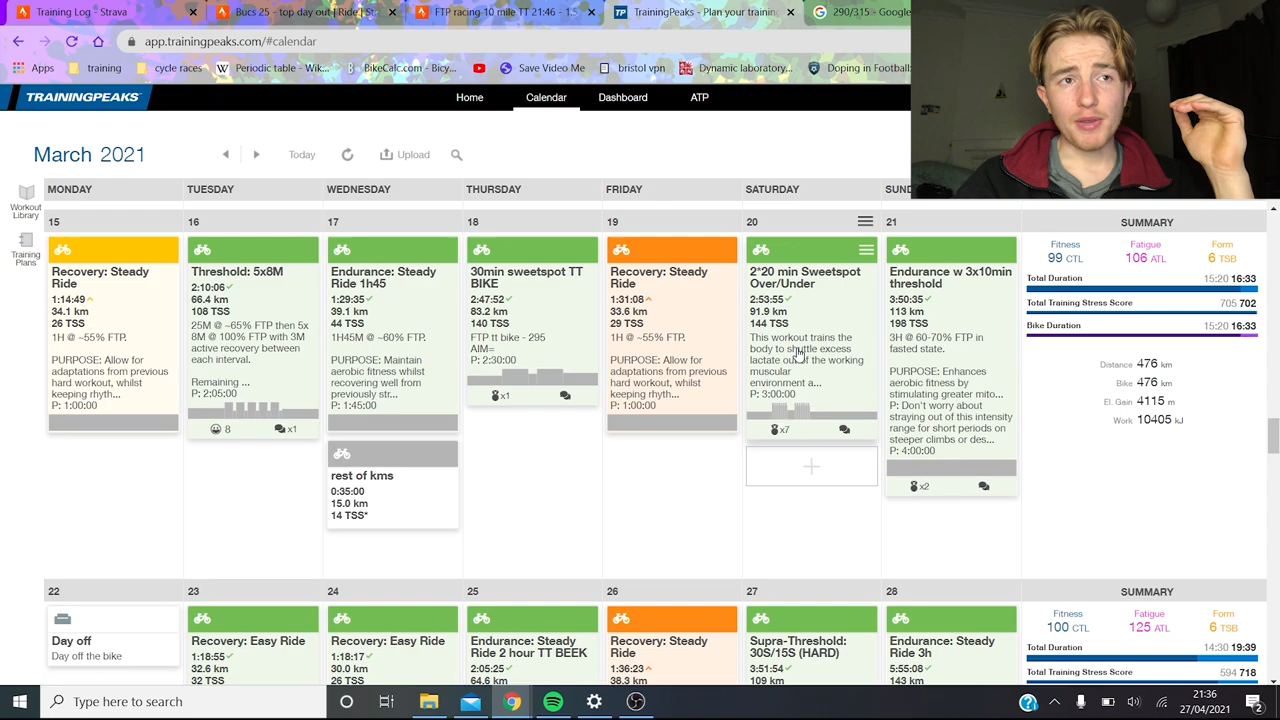 Training Log - Strava
Bucs 25 - top day out | Ride | S
FTP racing 10 mile TT 21:46 - 1.5
TP TrainingPeaks - Plan your training
290/315 - Google
app.trainingpeaks.com/#calendar
Apps training cycle races Periodic table - Wik... BikeCalc.com - Bicy... Save Video Me bristol vpn Dynamic laboratory... Doping in Football:
TRAININGPEAKS Home Calendar Dashboard ATP
March 2021 Today Upload
Workout
Library
Training
Plans
MONDAY TUESDAY WEDNESDAY THURSDAY FRIDAY SATURDAY
15 16 17 18 19 20 21 SUMMARY
Recovery: Steady
Ride
1:14:49
34.1 km
26 TSS
1H @ ~55% FTP.
PURPOSE: Allow for
adaptations from previous
hard workout, whilst
keeping rhyth...
P: 1:00:00
Threshold: 5x8M
2:10:06
66.4 km
108 TSS
25M @ ~65% FTP then 5x
8M @ 100% FTP with 3M
active recovery between
each interval.
Remaining ...
P: 2:05:00
8 x1
Endurance: Steady
Ride 1h45
1:29:35
39.1 km
44 TSS
1H45M @ ~60% FTP.
PURPOSE: Maintain
aerobic fitness whilst
recovering well from
previously str...
P: 1:45:00
rest of kms
0:35:00
15.0 km
14 TSS*
30min sweetspot TT
BIKE
2:47:52
83.2 km
140 TSS
FTP tt bike - 295
AIM=
P: 2:30:00
x1
Recovery: Steady
Ride
1:31:08
33.6 km
29 TSS
1H @ ~55% FTP.
PURPOSE: Allow for
adaptations from previous
hard workout, whilst
keeping rhyth...
P: 1:00:00
2*20 min Sweetspot
Over/Under
2:53:55
91.9 km
144 TSS
This workout trains the
body to excess
lactate the working
muscular
environment a...
P: 3:00:00
x7
Endurance w 3x10min
threshold
3:50:35
113 km
198 TSS
3H @ 60-70% FTP in
fasted state.
PURPOSE: Enhances
aerobic fitness by
stimulating greater mito...
P: Don't worry about
straying out of this intensity
range for short periods on
steeper climbs or des...
P: 4:00:00
x2
Fitness Fatigue Form
99 CTL 106 ATL 6 TSB
Total Duration 15:20 16:33
Total Training Stress Score 705 702
Bike Duration 15:20 16:33
Distance 476 km
Bike 476 km
El. Gain 4115 m
Work 10405 kJ
22 23 24 25 26 27 28 SUMMARY
Day off
Day off the bike
Recovery: Easy Ride
1:18:55
32.6 km
32 TSS
Recovery: Easy Ride
1:18:17
30.0 km
26 TSS
Endurance: Steady
Ride 2 hour TT BEEK
2:05:25
64.6 km
Recovery: Steady
Ride
1:36:23
38.3 km
Supra-Threshold:
30S/15S (HARD)
3:51:54
109 km
Endurance: Steady
Ride 3h
5:55:08
143 km
Fitness Fatigue Form
100 CTL 125 ATL 6 TSB
Total Duration 14:30 19:39
Total Training Stress Score 594 718
Type here to search
21:36
27/04/2021
2